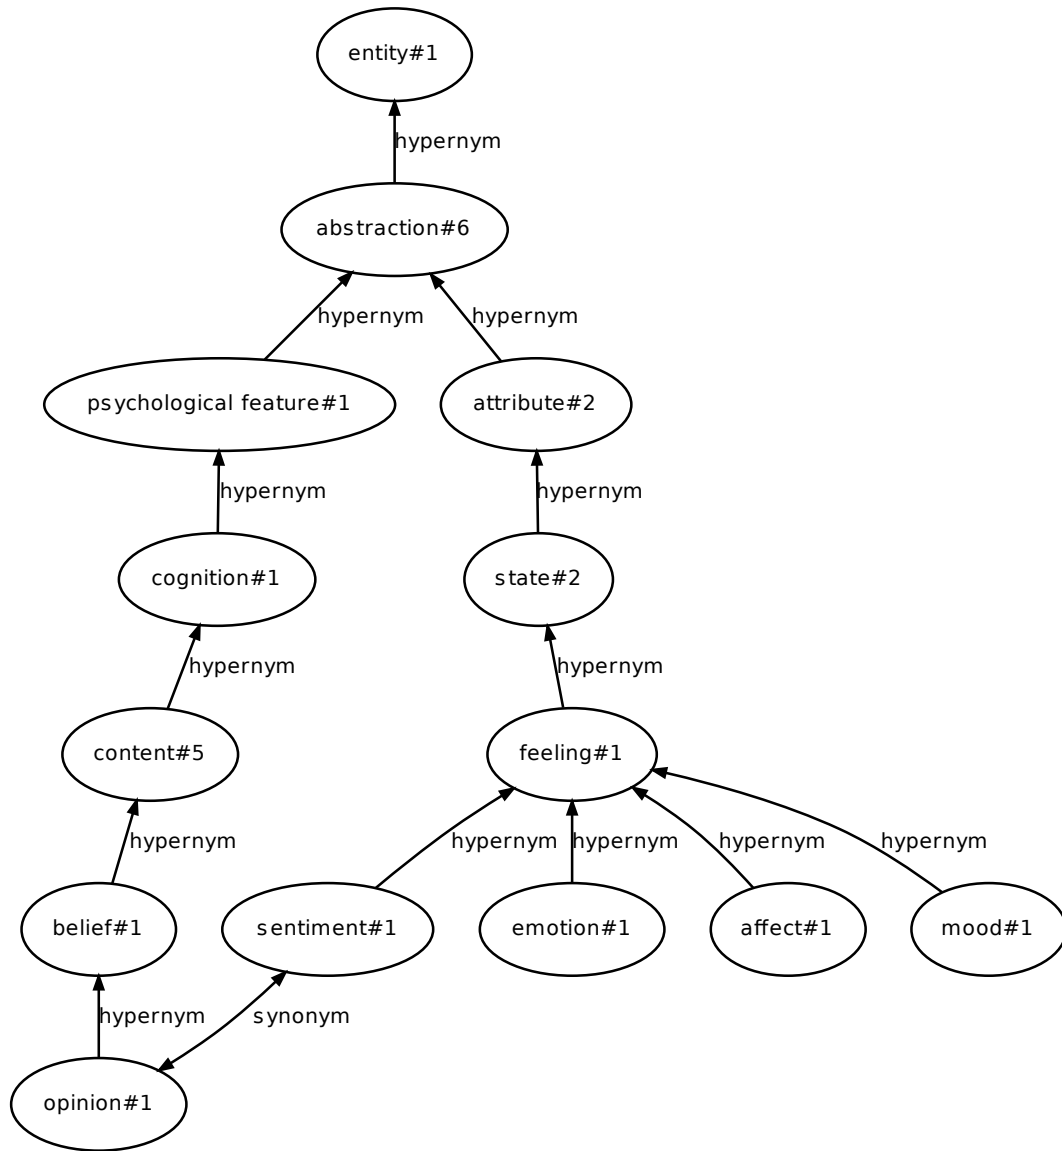 entity#1
hypernym
abstraction#6
hypernym
hypernym
psychological feature#1
attribute#2
hypernym
hypernym
cognition#1
state#2
hypernym
hypernym
content#5
feeling#1
hypernym
hypernym
hypernym
hypernym
hypernym
belief#1
sentiment#1
emotion#1
affect#1
mood#1
hypernym
synonym
opinion#1